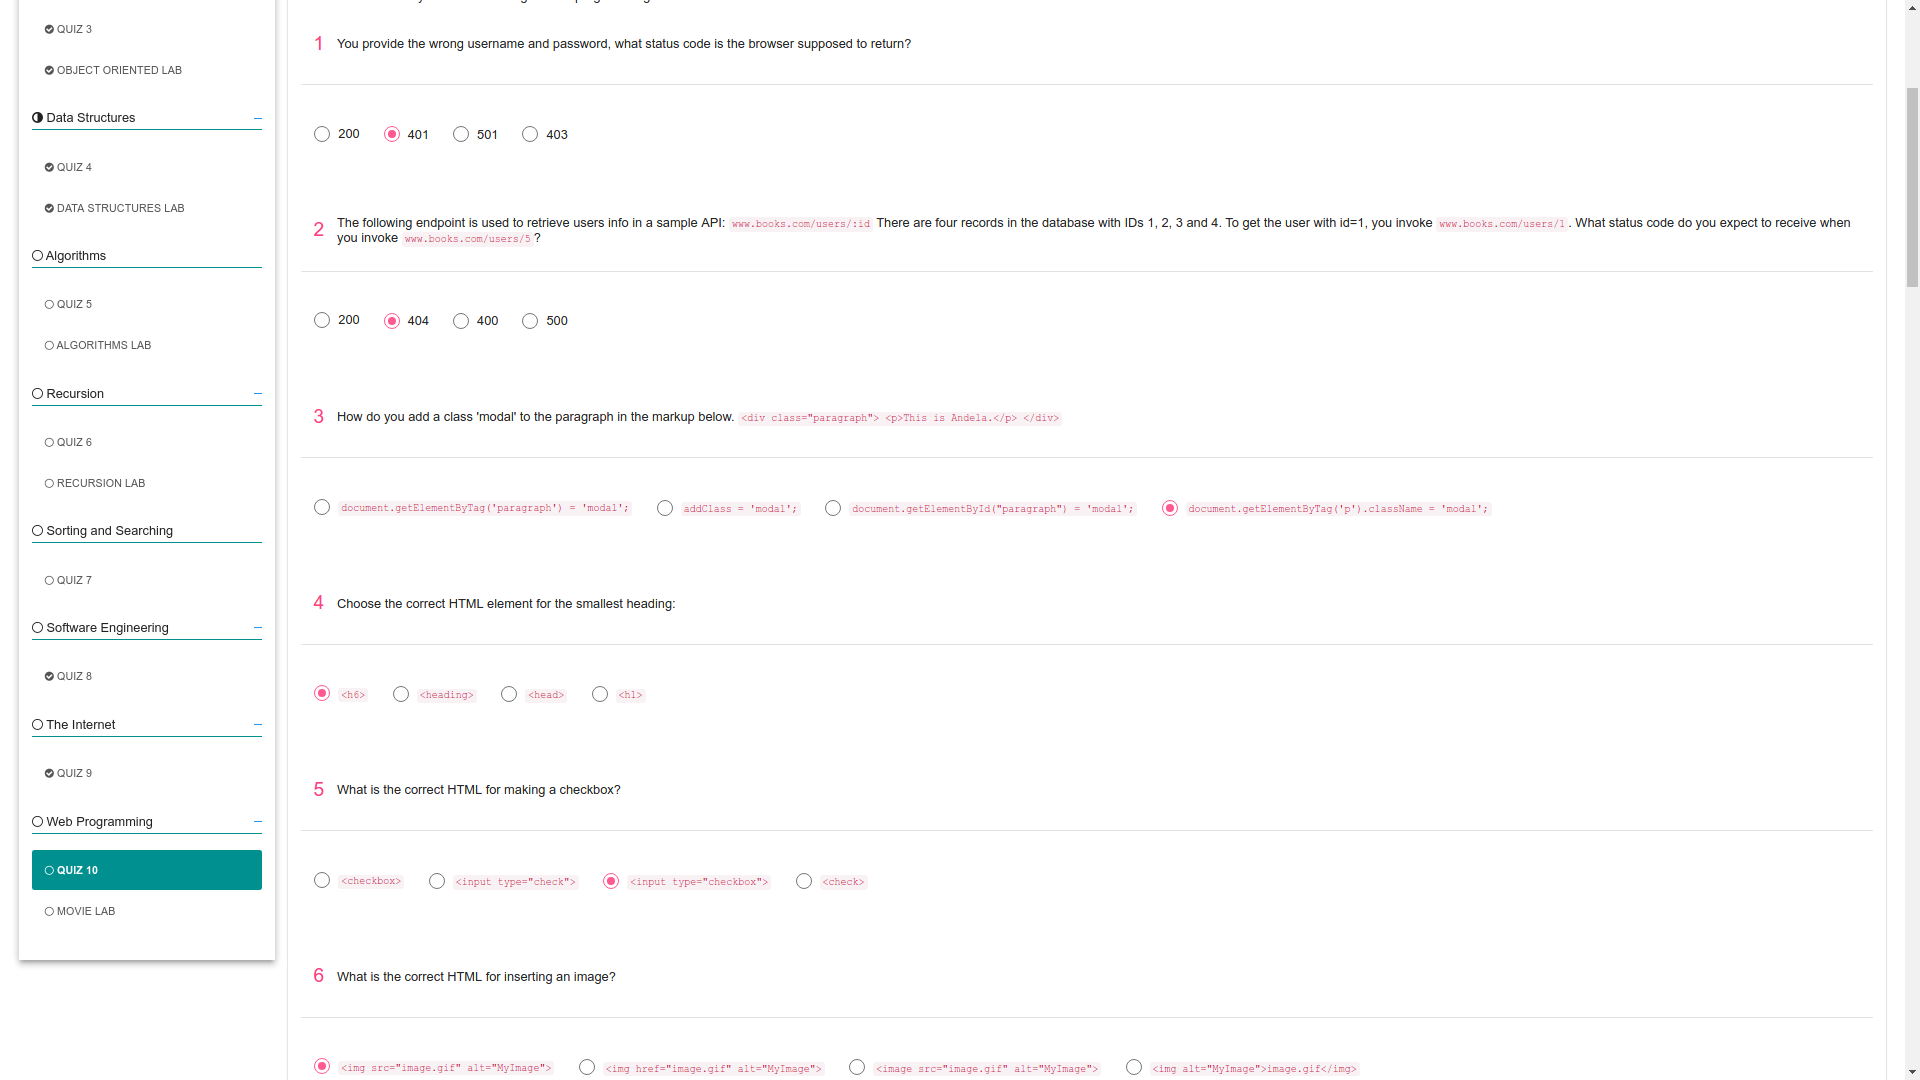 QUIZ 3
OBJECT ORIENTED LAB
Data Structures
QUIZ 4
DATA STRUCTURES LAB
Algorithms
QUIZ 5
ALGORITHMS LAB
Recursion
QUIZ 6
RECURSION LAB
Sorting and Searching
QUIZ 7
Software Engineering
QUIZ 8
The Internet
QUIZ 9
Web Programming
QUIZ 10
MOVIE LAB
1 You provide the wrong username and password, what status code is the browser supposed to return?
200 401 501 403
2 The following endpoint is used to retrieve users info in a sample API: www.books.com/users/:id There are four records in the database with IDs 1, 2, 3 and 4. To get the user with id=1, you invoke www.books.com/users/1 . What status code do you expect to receive when
you invoke www.books.com/users/5 ?
200 404 400 500
3 How do you add a class 'modal' to the paragraph in the markup below. <div class="paragraph"> <p>This is Andela.</p> </div>
document.getElementByTag('paragraph') = 'modal'; addClass = 'modal'; document.getElementById("paragraph") = 'modal'; document.getElementByTag('p').className = 'modal';
4 Choose the correct HTML element for the smallest heading:
<h6> <heading> <head> <h1>
5 What is the correct HTML for making a checkbox?
<checkbox> <input type="check"> <input type="checkbox"> <check>
6 What is the correct HTML for inserting an image?
<img src="image.gif" alt="MyImage"> <img href="image.gif" alt="MyImage"> <image src="image.gif" alt="MyImage"> <img alt="MyImage">image.gif</img>